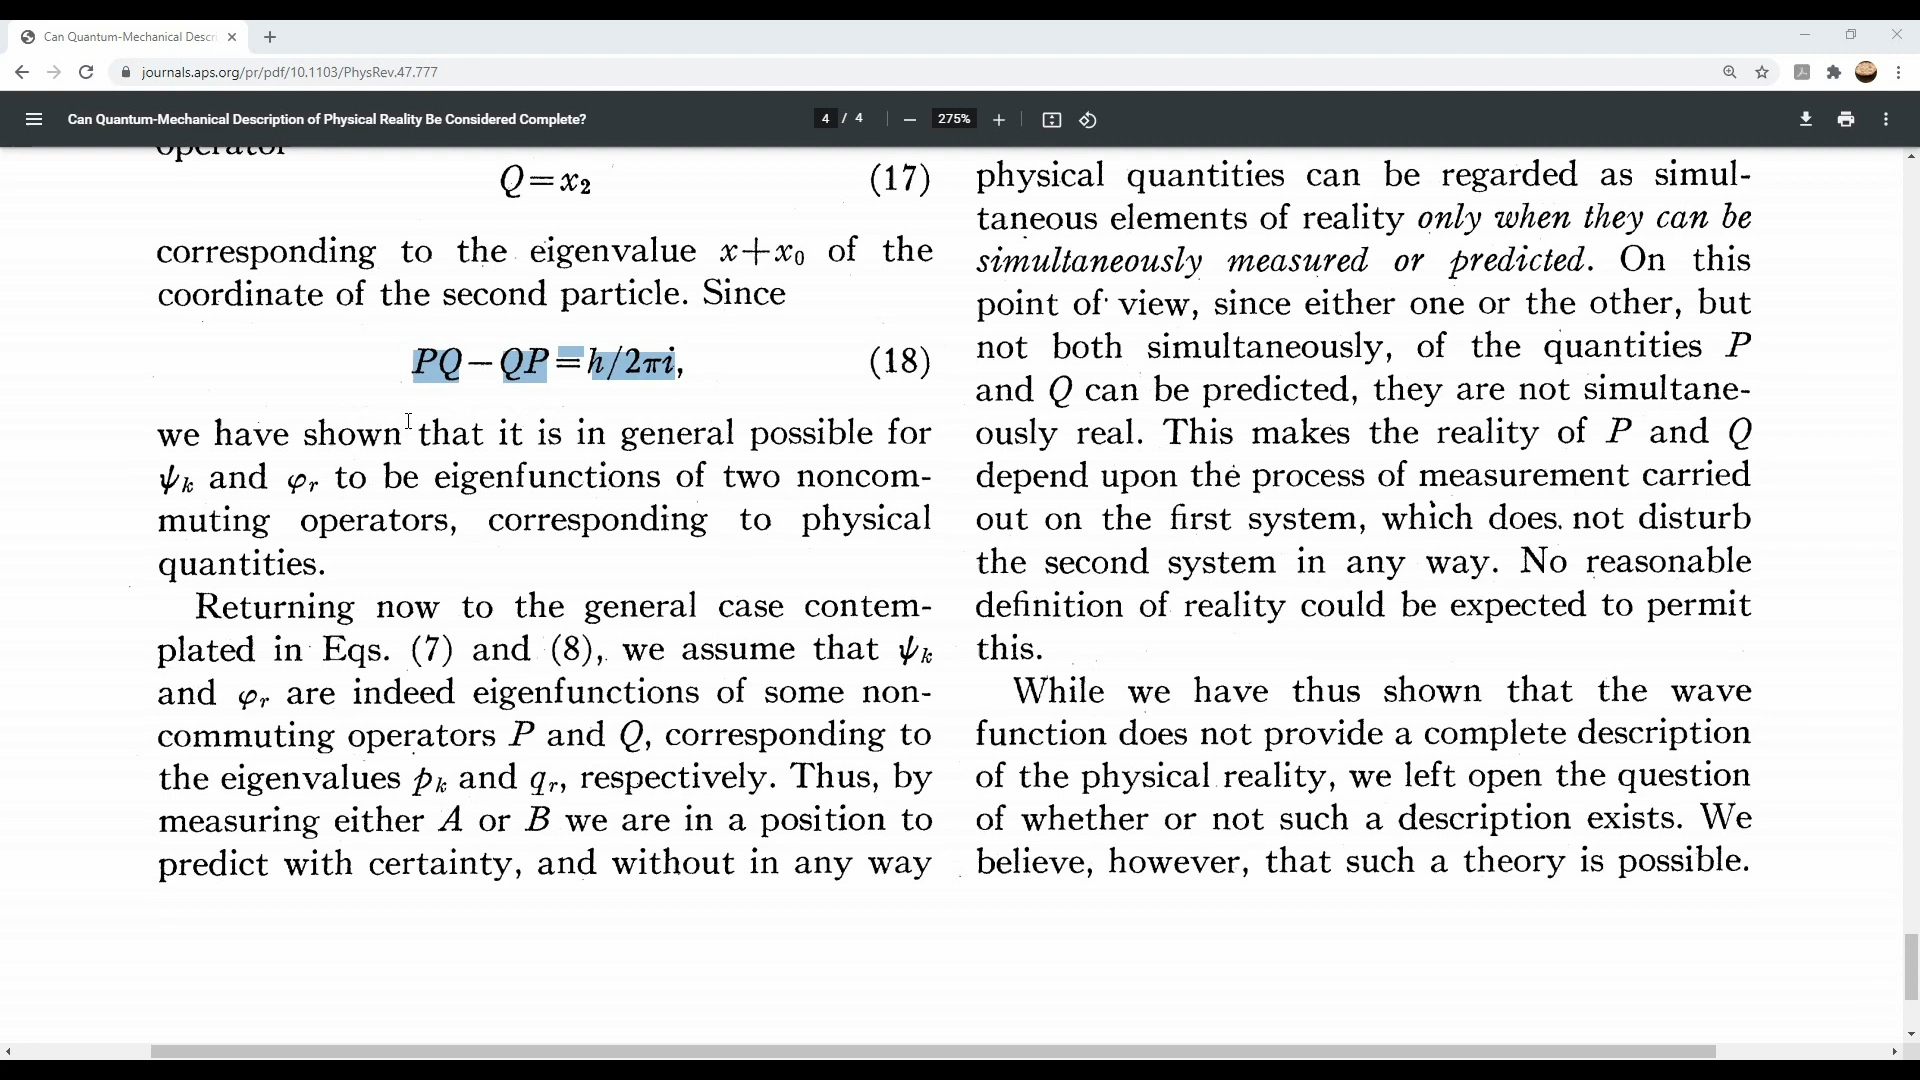 Can Quantum-Mechanical Descri
journals.aps.org/pr/pdf/10.1103/PhysRev.47.777
Can Quantum-Mechanical Description of Physical Reality Be Considered Complete?
4 / 4
275%
operator
Q=x₂ (17)
corresponding to the eigenvalue x+x₀ of the
coordinate of the second particle. Since
PQ−QP=h/2πi, (18)
we have shown that it is in general possible for
ψₖ and φᵣ to be eigenfunctions of two noncom-
muting operators, corresponding to physical
quantities.
Returning now to the general case contem-
plated in Eqs. (7) and (8), we assume that ψₖ
and φᵣ are indeed eigenfunctions of some non-
commuting operators P and Q, corresponding to
the eigenvalues pₖ and qᵣ, respectively. Thus, by
measuring either A or B we are in a position to
predict with certainty, and without in any way
physical quantities can be regarded as simul-
taneous elements of reality only when they can be
simultaneously measured or predicted. On this
point of view, since either one or the other, but
not both simultaneously, of the quantities P
and Q can be predicted, they are not simultane-
ously real. This makes the reality of P and Q
depend upon the process of measurement carried
out on the first system, which does not disturb
the second system in any way. No reasonable
definition of reality could be expected to permit
this.
While we have thus shown that the wave
function does not provide a complete description
of the physical reality, we left open the question
of whether or not such a description exists. We
believe, however, that such a theory is possible.